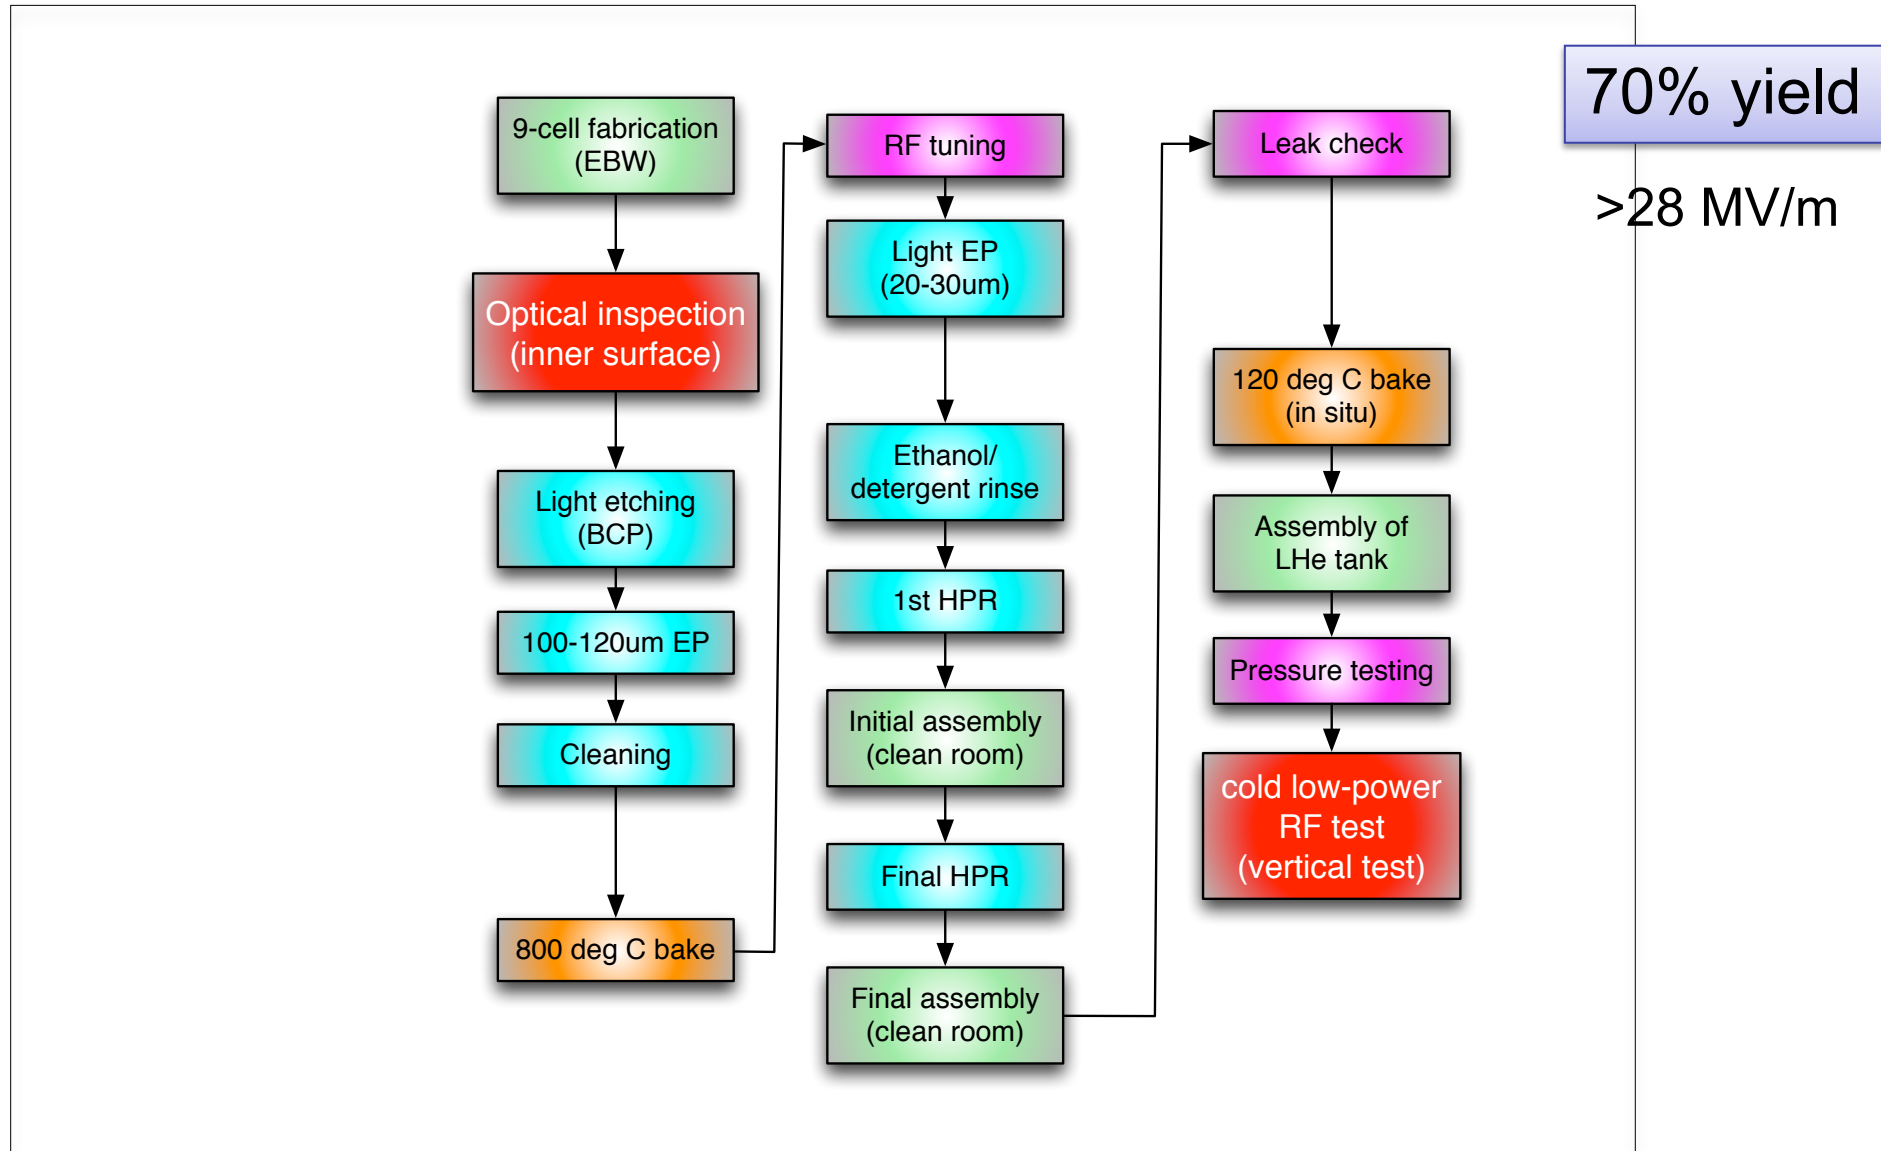 9-cell fabrication
(EBW)
Optical inspection
(inner surface)
Light etching
(BCP)
100-120um EP
Cleaning
800 deg C bake
RF tuning
Light EP
(20-30um)
Ethanol/
detergent rinse
1st HPR
Initial assembly
(clean room)
Final HPR
Final assembly
(clean room)
Leak check
120 deg C bake
(in situ)
Assembly of
LHe tank
Pressure testing
cold low-power
RF test
(vertical test)
70% yield
>28 MV/m